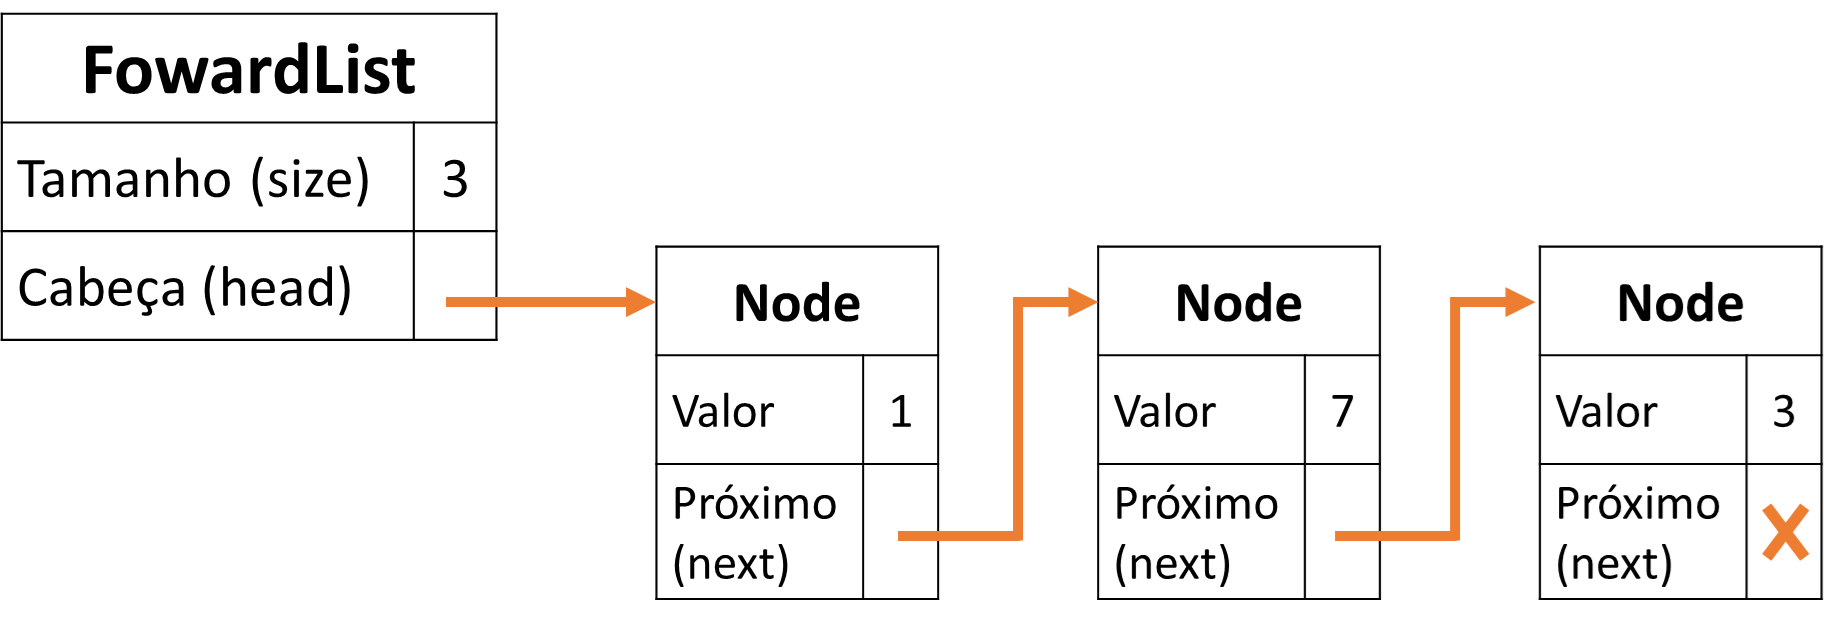 FowardList
Tamanho (size) 3
Cabeça (head)
Node
Valor 1
Próximo
(next)
Node
Valor 7
Próximo
(next)
Node
Valor 3
Próximo
(next)